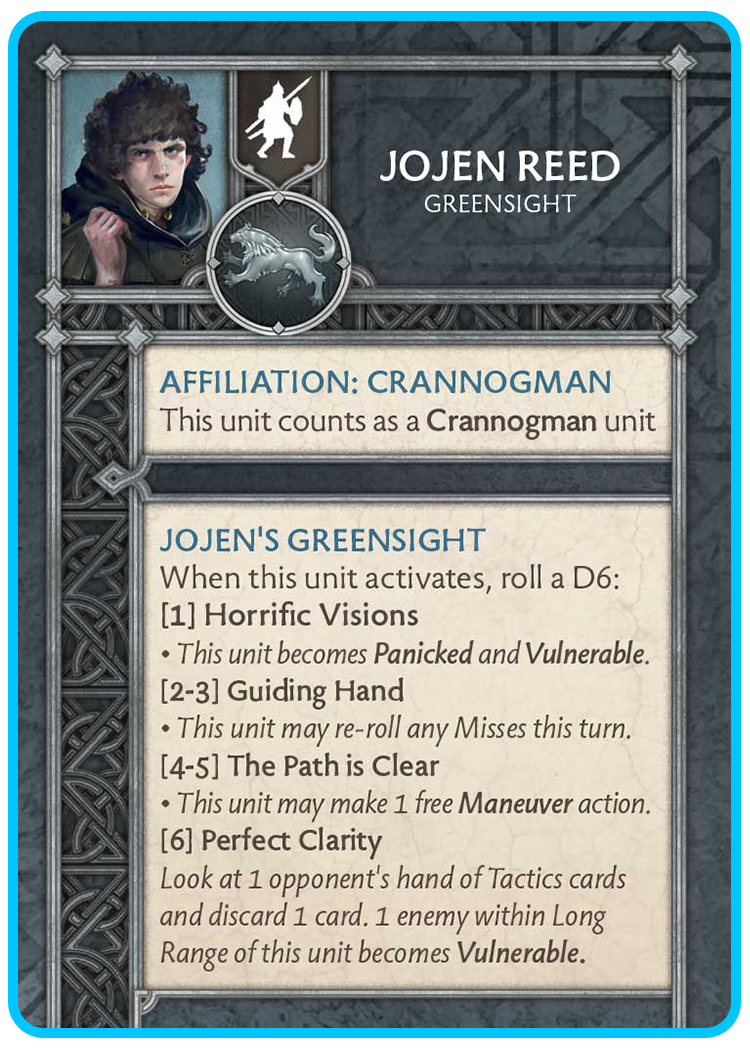 JOJEN REED
GREENSIGHT
AFFILIATION: CRANNOGMAN
This unit counts as a Crannogman unit
JOJEN'S GREENSIGHT
When this unit activates, roll a D6:
[1] Horrific Visions
• This unit becomes Panicked and Vulnerable.
[2-3] Guiding Hand
• This unit may re-roll any Misses this turn.
[4-5] The Path is Clear
• This unit may make 1 free Maneuver action.
[6] Perfect Clarity
Look at 1 opponent's hand of Tactics cards
and discard 1 card. 1 enemy within Long
Range of this unit becomes Vulnerable.